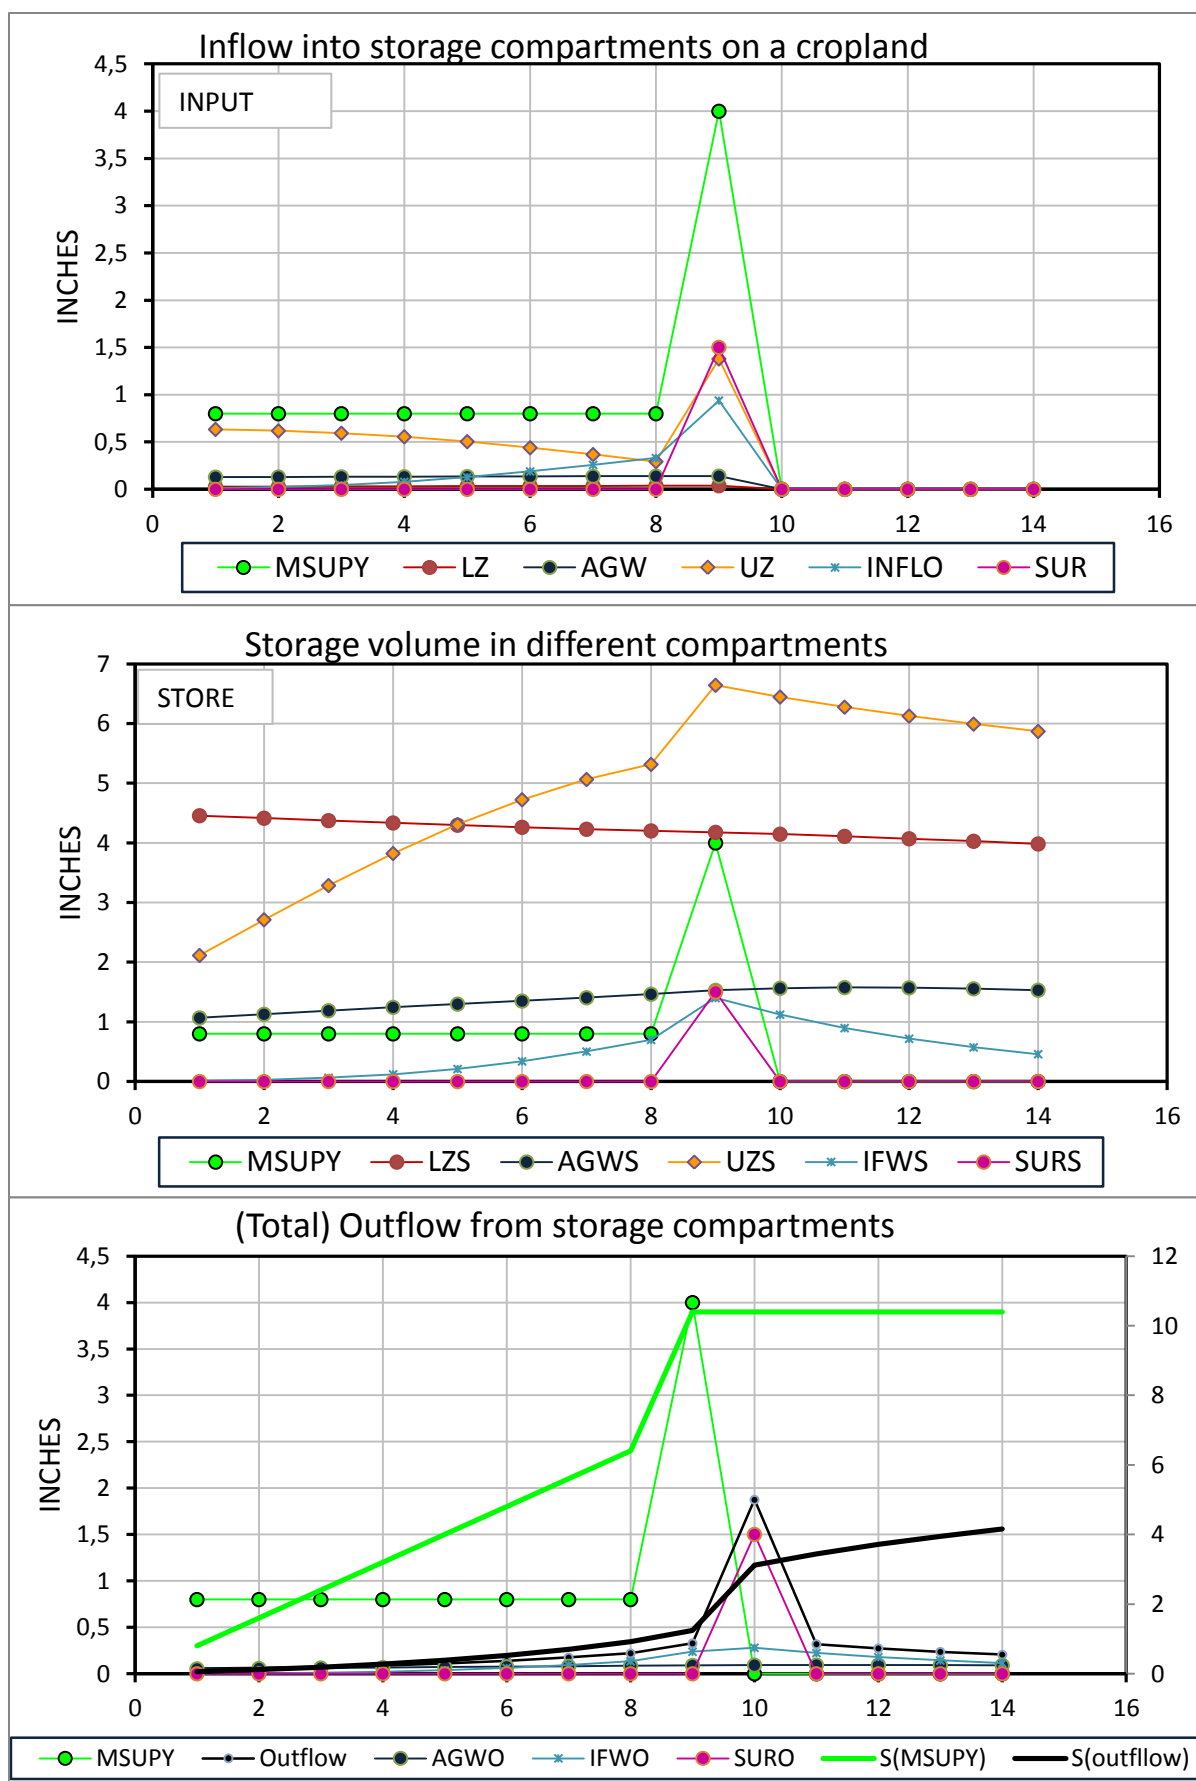 Inflow into storage compartments on a cropland
INPUT
INCHES
4,5
4
3,5
3
2,5
2
1,5
1
0,5
0
0 2 4 6 8 10 12 14 16
MSUPY LZ AGW UZ INFLO SUR
Storage volume in different compartments
STORE
INCHES
7
6
5
4
3
2
1
0
0 2 4 6 8 10 12 14 16
MSUPY LZS AGWS UZS IFWS SURS
(Total) Outflow from storage compartments
INCHES
4,5 12
4
3,5 10
3 8
2,5
2 6
1,5 4
1
0,5 2
0 0
0 2 4 6 8 10 12 14 16
MSUPY Outflow AGWO IFWO SURO S(MSUPY) S(outfllow)